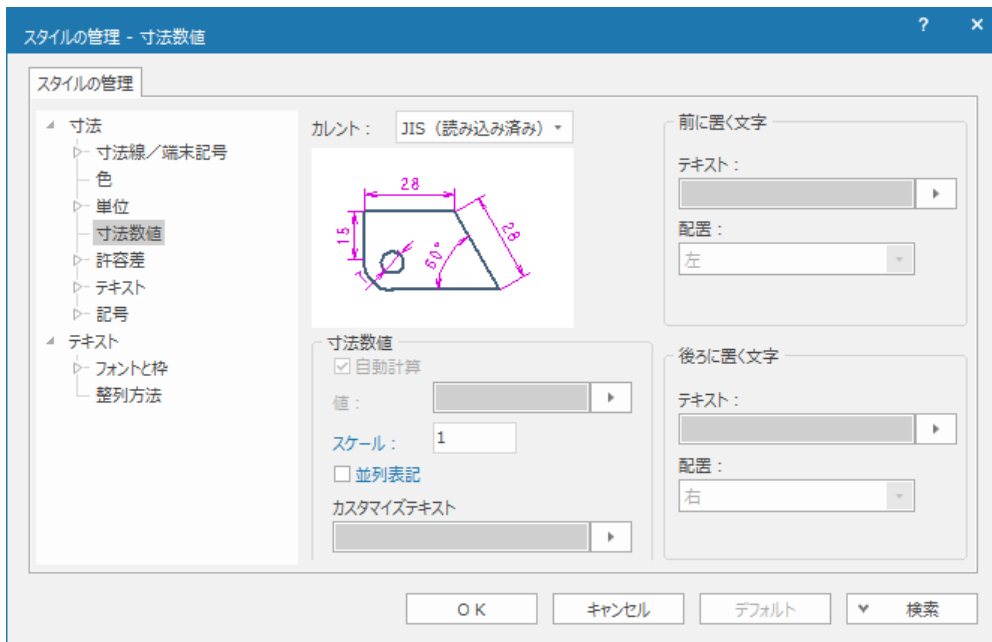 スタイルの管理 - 寸法数値
?
×
スタイルの管理
寸法
寸法線／端末記号
色
単位
寸法数値
許容差
テキスト
記号
テキスト
フォントと枠
整列方法
カレント：
JIS（読み込み済み）
28
15
60°
28
7
寸法数値
自動計算
値：
スケール：
1
並列表記
カスタマイズテキスト
前に置く文字
テキスト：
配置：
左
後ろに置く文字
テキスト：
配置：
右
OK
キャンセル
デフォルト
検索